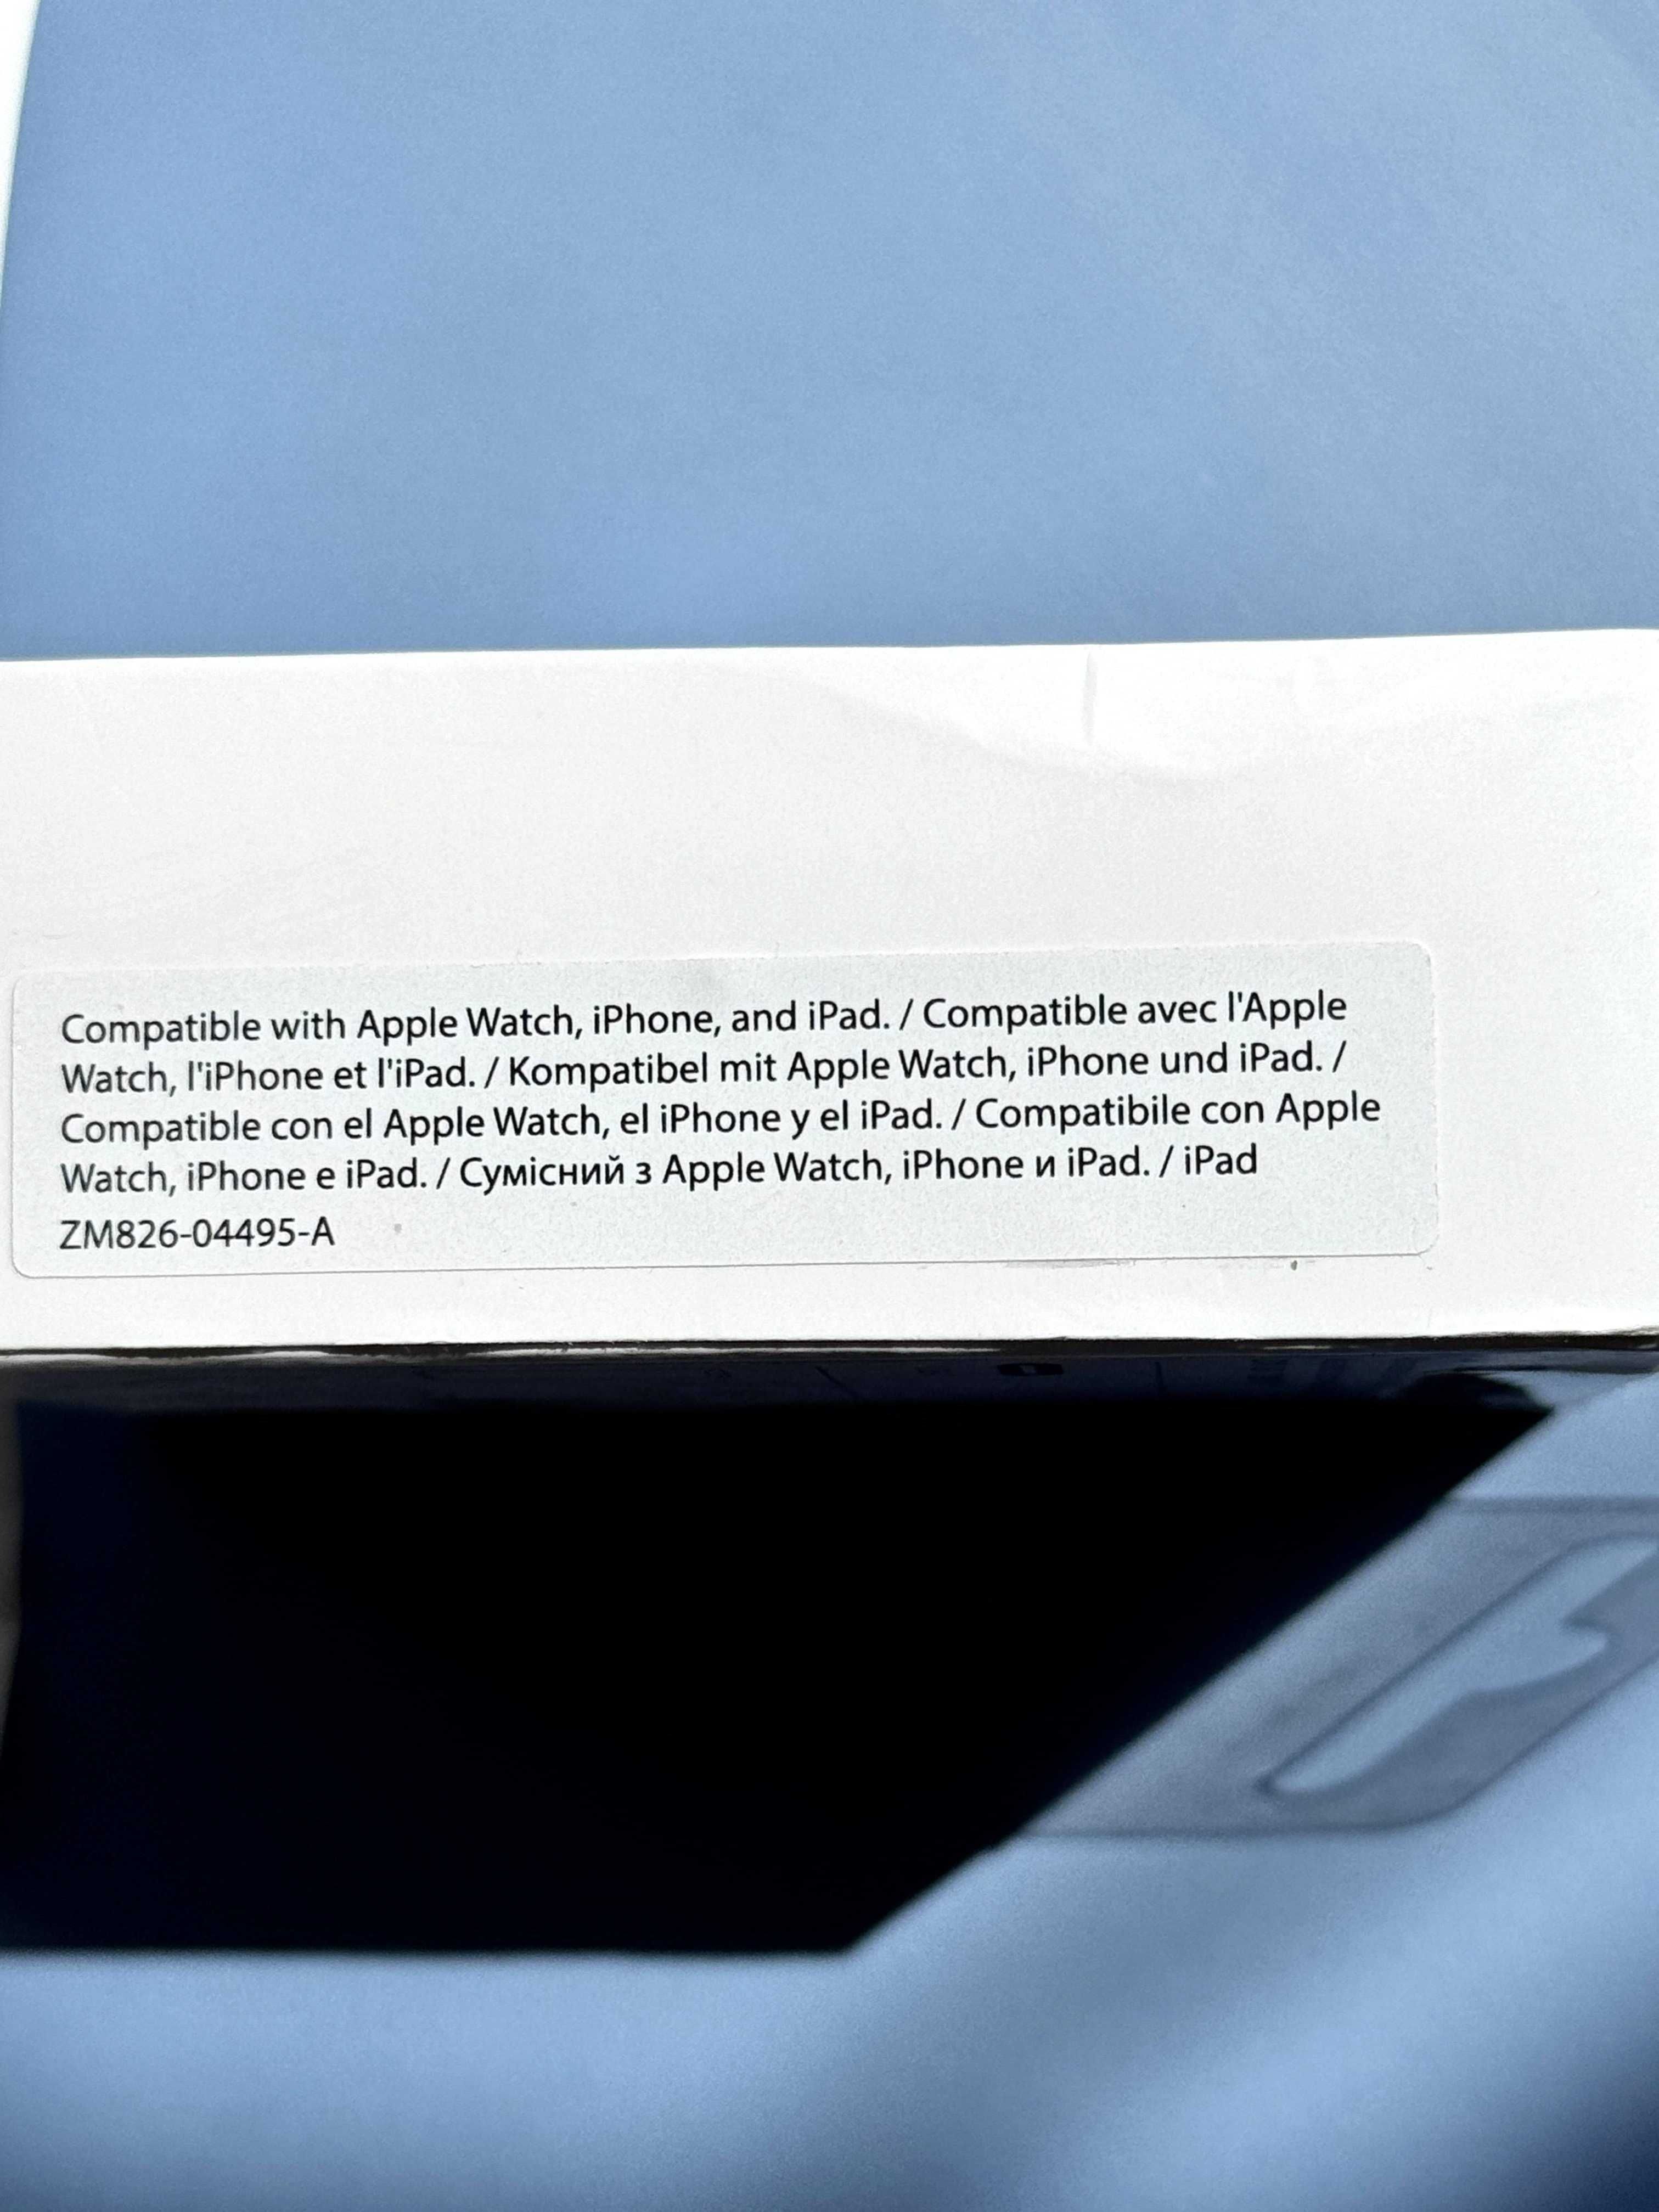 Compatible with Apple Watch, iPhone, and iPad. / Compatible avec l'Apple
Watch, l'iPhone et l'iPad. / Kompatibel mit Apple Watch, iPhone und iPad. /
Compatible con el Apple Watch, el iPhone y el iPad. / Compatibile con Apple
Watch, iPhone e iPad. / Сумісний з Apple Watch, iPhone и iPad. / iPad
ZM826-04495-A